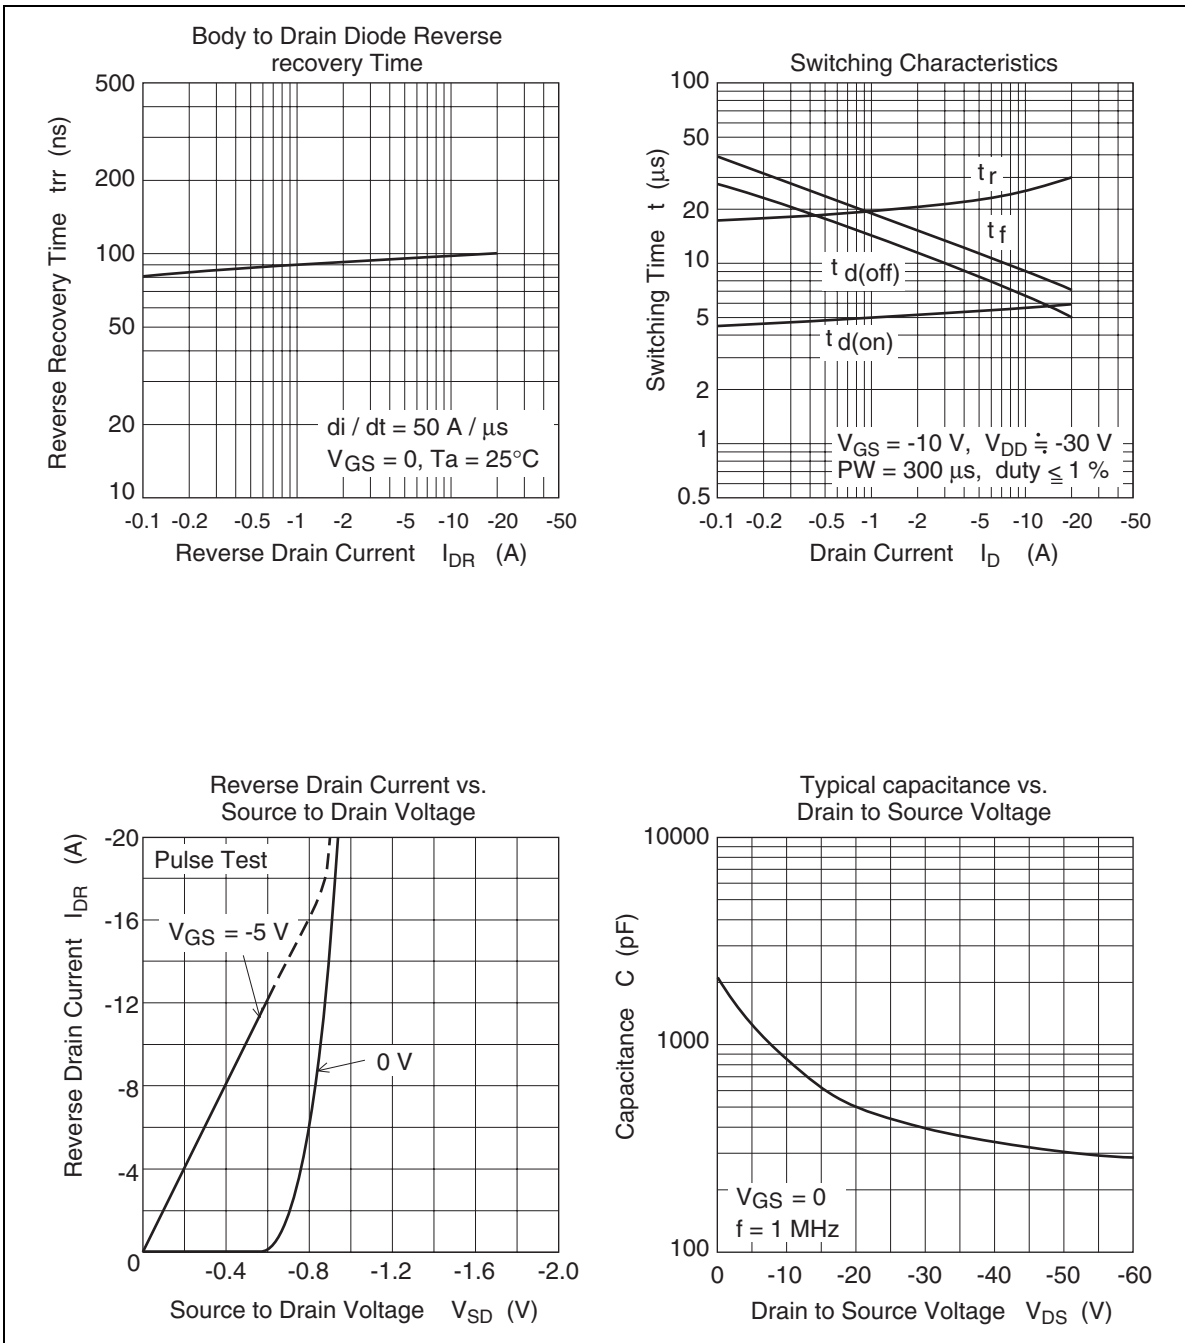 Body to Drain Diode Reverse
recovery Time
Reverse Recovery Time trr (ns)
500
200
100
50
20
10
di / dt = 50 A / μs
VGS = 0, Ta = 25°C
-0.1 -0.2 -0.5 -1 -2 -5 -10 -20 -50
Reverse Drain Current IDR (A)
Switching Characteristics
Switching Time t (μs)
100
50
20
10
5
2
1
0.5
tr
tf
td(off)
td(on)
VGS = -10 V, VDD ≒ -30 V
PW = 300 μs, duty ≦ 1 %
-0.1 -0.2 -0.5 -1 -2 -5 -10 -20 -50
Drain Current ID (A)
Reverse Drain Current vs.
Source to Drain Voltage
Reverse Drain Current IDR (A)
-20
-16
-12
-8
-4
0
Pulse Test
VGS = -5 V
0 V
-0.4 -0.8 -1.2 -1.6 -2.0
Source to Drain Voltage VSD (V)
Typical capacitance vs.
Drain to Source Voltage
Capacitance C (pF)
10000
1000
100
VGS = 0
f = 1 MHz
0 -10 -20 -30 -40 -50 -60
Drain to Source Voltage VDS (V)